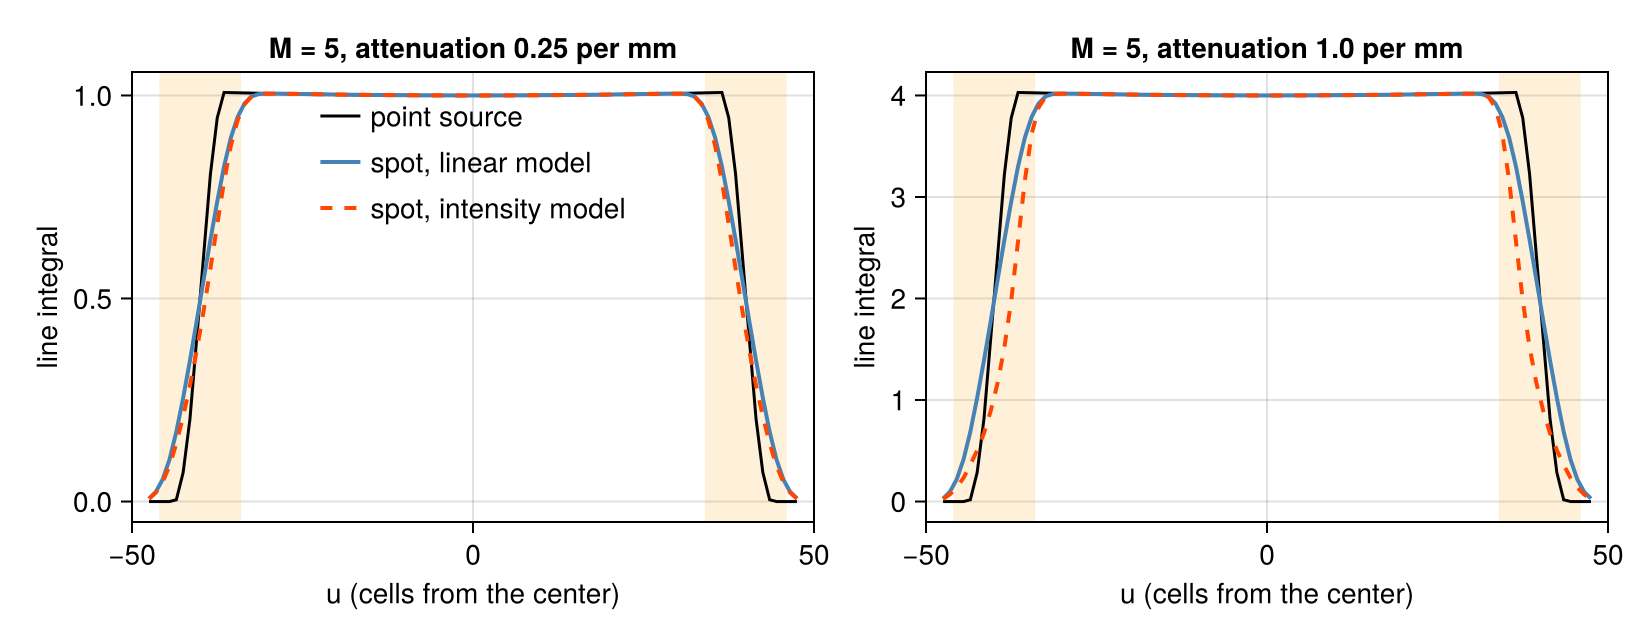 M = 5, attenuation 0.25 per mm
line integral
1.0
0.5
0.0
point source
spot, linear model
spot, intensity model
−50
0
50
u (cells from the center)
M = 5, attenuation 1.0 per mm
line integral
4
3
2
1
0
−50
0
50
u (cells from the center)